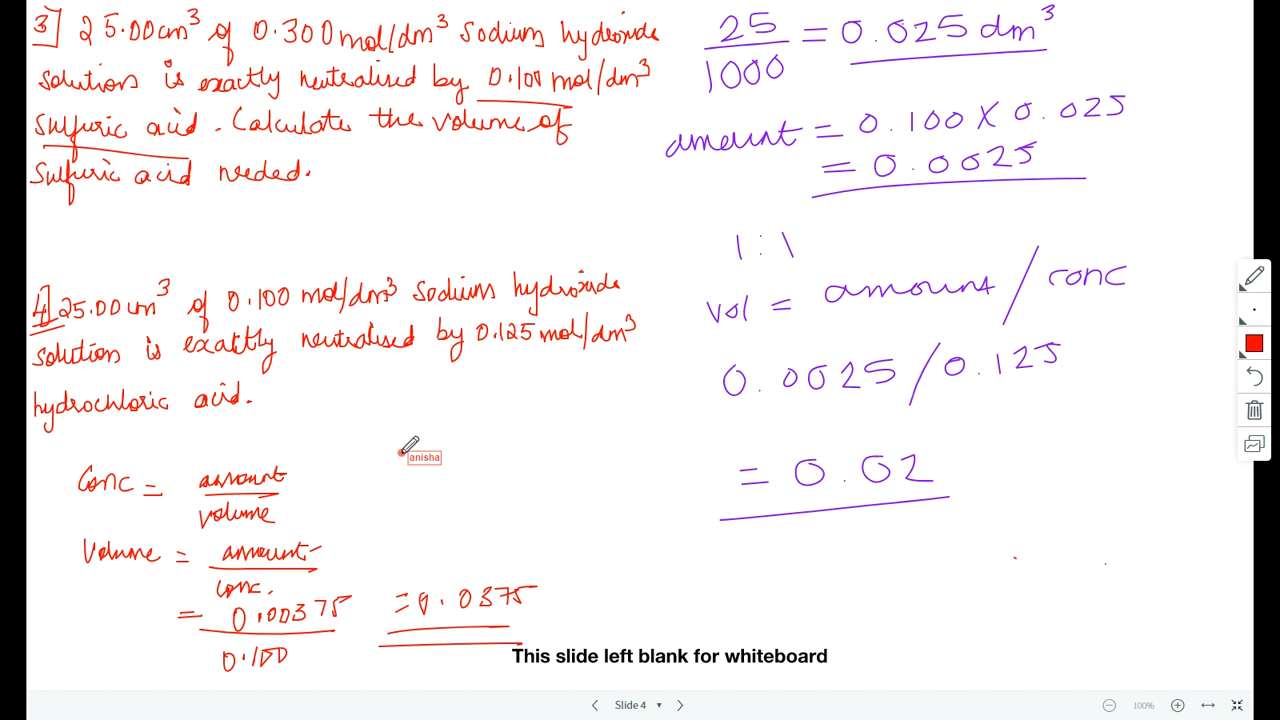 3] 25.00cm³ of 0.300 mol/dm³ sodium hydroxide
solution is exactly neutralised by 0.100 mol/dm³
sulfuric acid. Calculate the volume of
sulfuric acid needed.
4] 25.00cm³ of 0.100 mol/dm³ sodium hydroxide
solution is exactly neutralised by 0.125 mol/dm³
hydrochloric acid.
Conc = amount
volume
Volume = amount
conc.
= 0.00375 = 0.0375
0.100
25 = 0.025 dm³
1000
amount = 0.100 X 0.025
= 0.0025
1 : 1
vol = amount / conc
0.0025 / 0.125
= 0.02
anisha
This slide left blank for whiteboard
Slide 4
100%